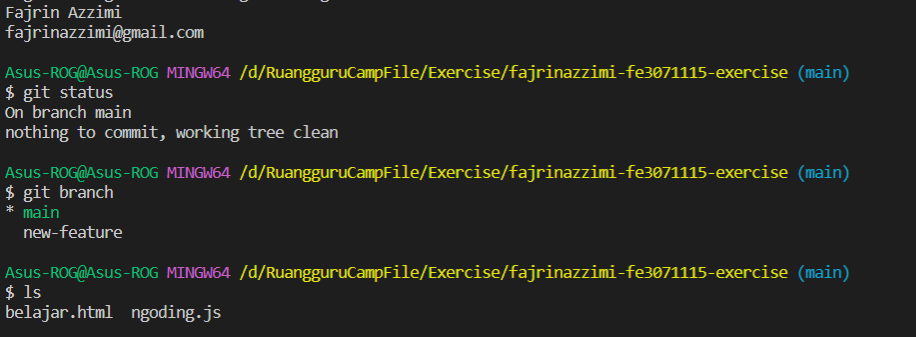 Fajrin Azzimi
fajrinazzimi@gmail.com
Asus-ROG@Asus-ROG MINGW64 /d/RuangguruCampFile/Exercise/fajrinazzimi-fe3071115-exercise (main)
$ git status
On branch main
nothing to commit, working tree clean
Asus-ROG@Asus-ROG MINGW64 /d/RuangguruCampFile/Exercise/fajrinazzimi-fe3071115-exercise (main)
$ git branch
* main
  new-feature
Asus-ROG@Asus-ROG MINGW64 /d/RuangguruCampFile/Exercise/fajrinazzimi-fe3071115-exercise (main)
$ ls
belajar.html  ngoding.js